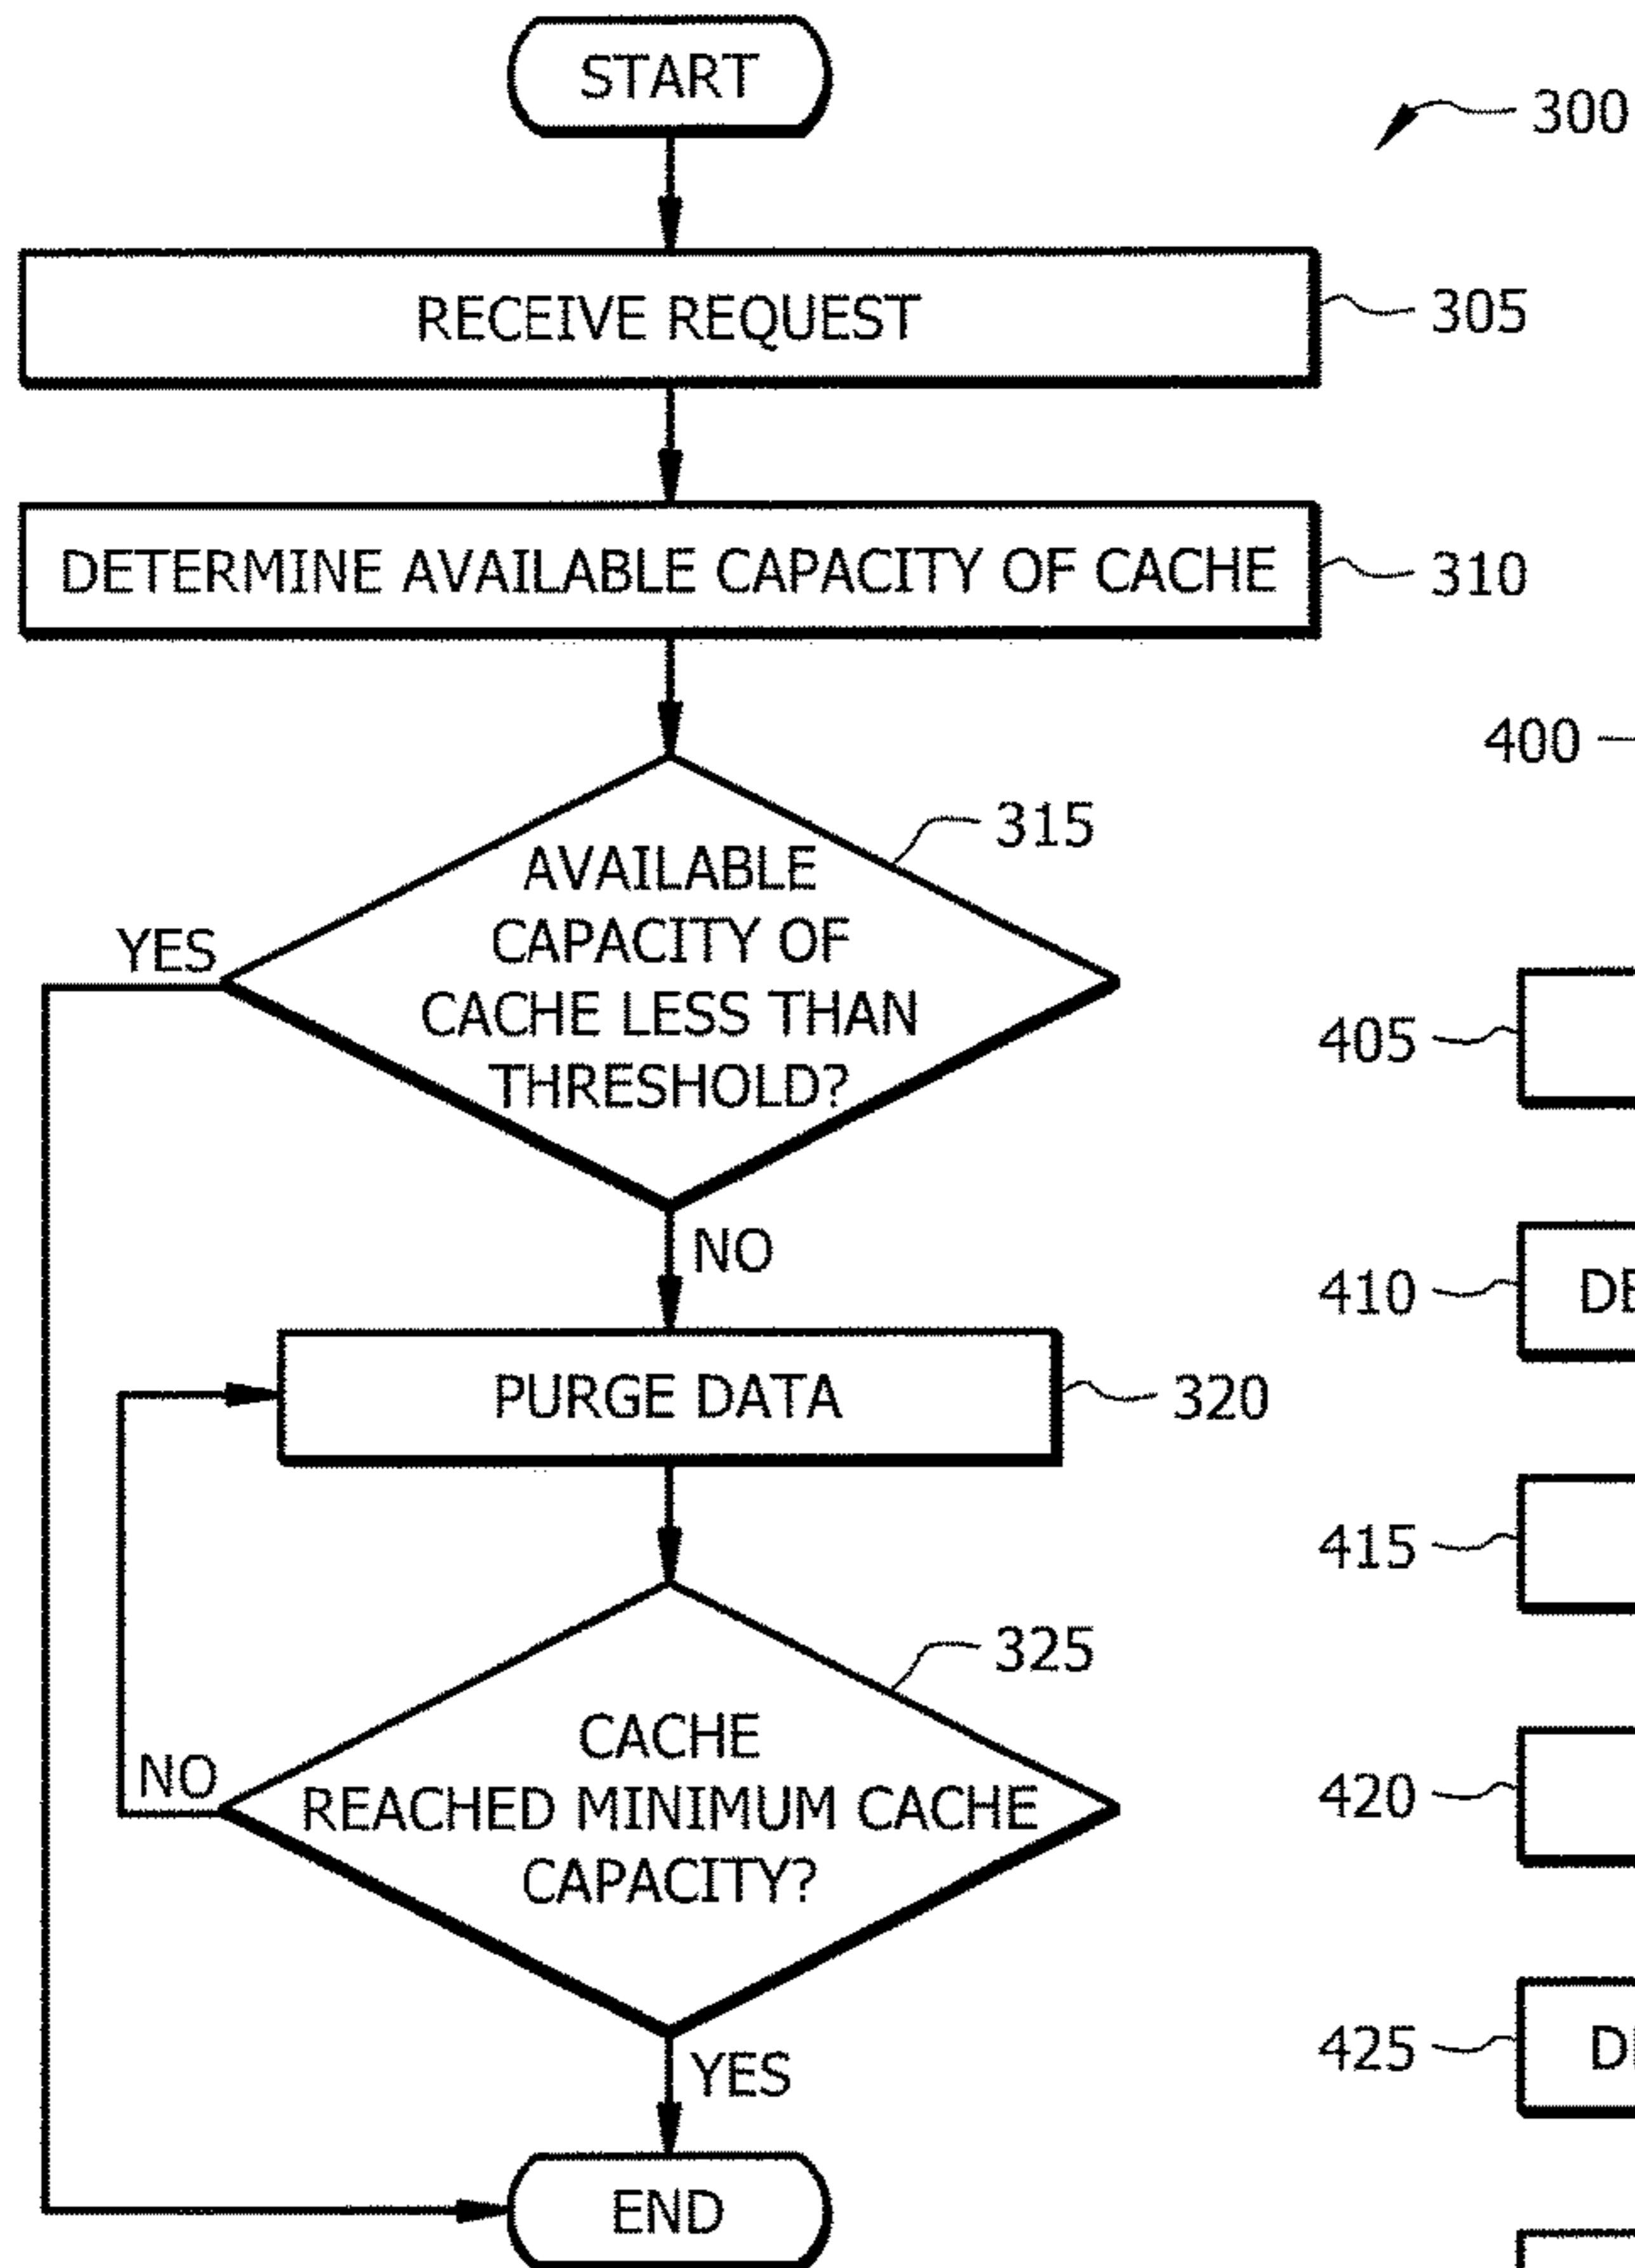 START
300
RECEIVE REQUEST
305
DETERMINE AVAILABLE CAPACITY OF CACHE
310
315
AVAILABLE
CAPACITY OF
CACHE LESS THAN
THRESHOLD?
YES
NO
PURGE DATA
320
325
CACHE
REACHED MINIMUM CACHE
CAPACITY?
NO
YES
END
400
405
410
415
420
425